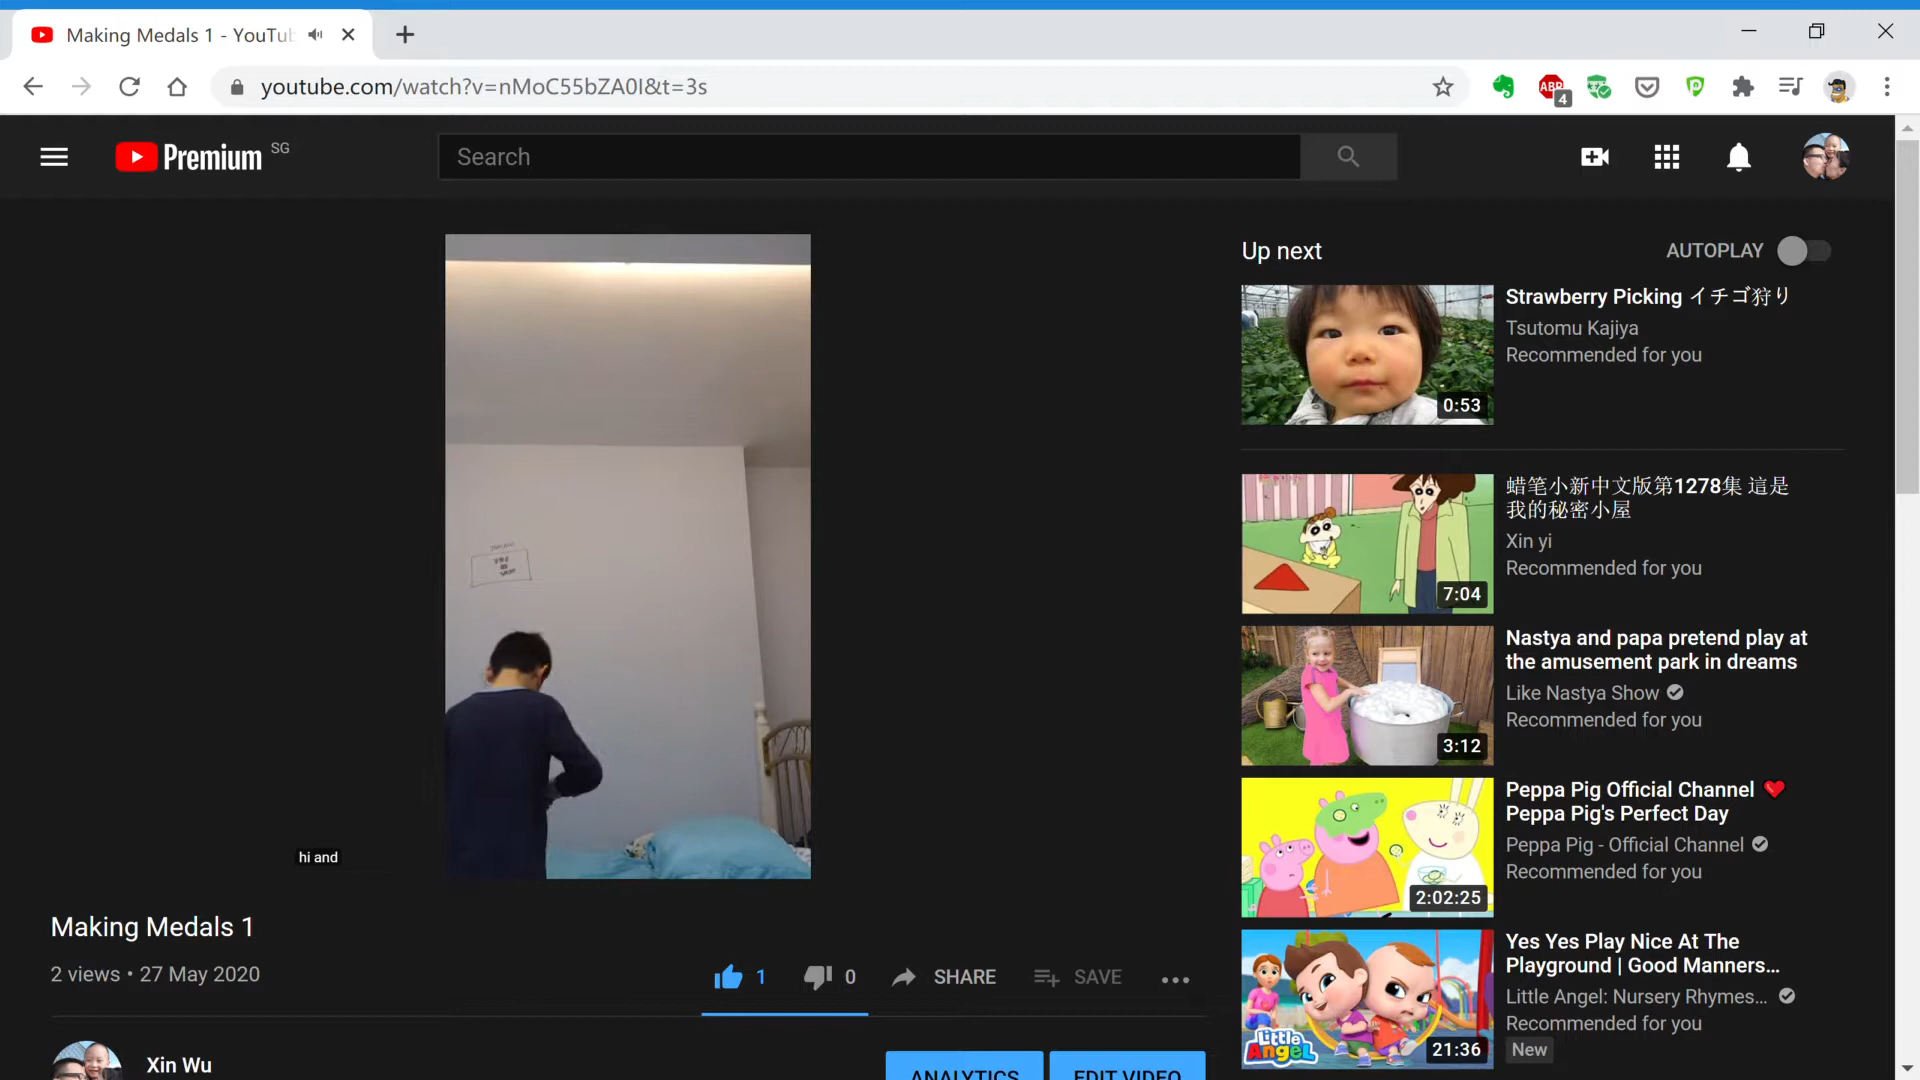 Making Medals 1 - YouTub
youtube.com/watch?v=nMoC55bZA0I&t=3s
ABP
4
Premium SG
Search
Up next
AUTOPLAY
Strawberry Picking イチゴ狩り
Tsutomu Kajiya
Recommended for you
0:53
蜡笔小新中文版第1278集 這是
我的秘密小屋
Xin yi
Recommended for you
7:04
Nastya and papa pretend play at
the amusement park in dreams
Like Nastya Show
Recommended for you
3:12
Peppa Pig Official Channel ❤️
Peppa Pig's Perfect Day
Peppa Pig - Official Channel
Recommended for you
2:02:25
Yes Yes Play Nice At The
Playground | Good Manners...
Little Angel: Nursery Rhymes...
Recommended for you
New
Little
Angel
21:36
hi and
Making Medals 1
2 views • 27 May 2020
1
0
SHARE
SAVE
Xin Wu
ANALYTICS
EDIT VIDEO